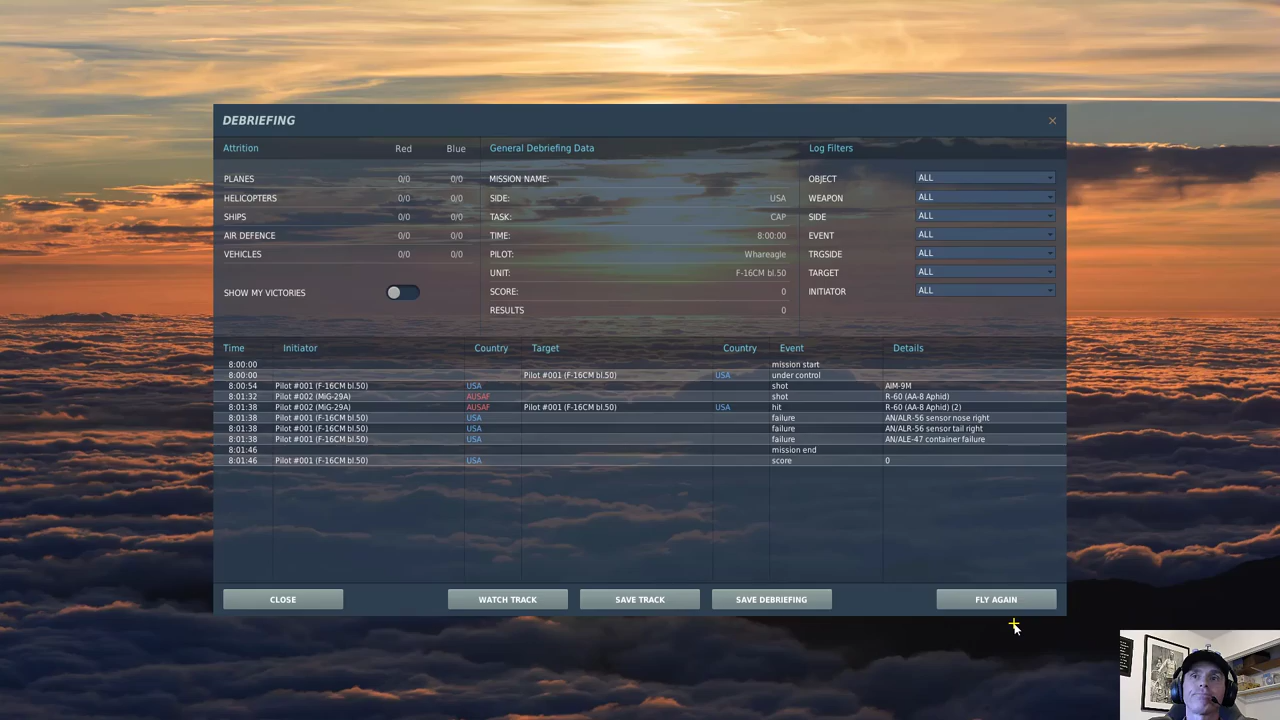 DEBRIEFING
Attrition Red Blue General Debriefing Data Log Filters
PLANES 0/0 0/0 MISSION NAME: OBJECT ALL
HELICOPTERS 0/0 0/0 SIDE: USA WEAPON ALL
SHIPS 0/0 0/0 TASK: CAP SIDE ALL
AIR DEFENCE 0/0 0/0 TIME: 8:00:00 EVENT ALL
VEHICLES 0/0 0/0 PILOT: Whareagle TRGSIDE ALL
UNIT: F-16CM bl.50 TARGET ALL
SHOW MY VICTORIES SCORE: 0 INITIATOR ALL
RESULTS 0
Time Initiator Country Target Country Event Details
8:00:00 mission start
8:00:00 Pilot #001 (F-16CM bl.50) USA under control
8:00:54 Pilot #001 (F-16CM bl.50) USA shot AIM-9M
8:01:32 Pilot #002 (MiG-29A) AUSAF shot R-60 (AA-8 Aphid)
8:01:38 Pilot #002 (MiG-29A) AUSAF Pilot #001 (F-16CM bl.50) USA hit R-60 (AA-8 Aphid) (2)
8:01:38 Pilot #001 (F-16CM bl.50) USA failure AN/ALR-56 sensor nose right
8:01:38 Pilot #001 (F-16CM bl.50) USA failure AN/ALR-56 sensor tail right
8:01:38 Pilot #001 (F-16CM bl.50) USA failure AN/ALE-47 container failure
8:01:46 mission end
8:01:46 Pilot #001 (F-16CM bl.50) USA score 0
CLOSE WATCH TRACK SAVE TRACK SAVE DEBRIEFING FLY AGAIN